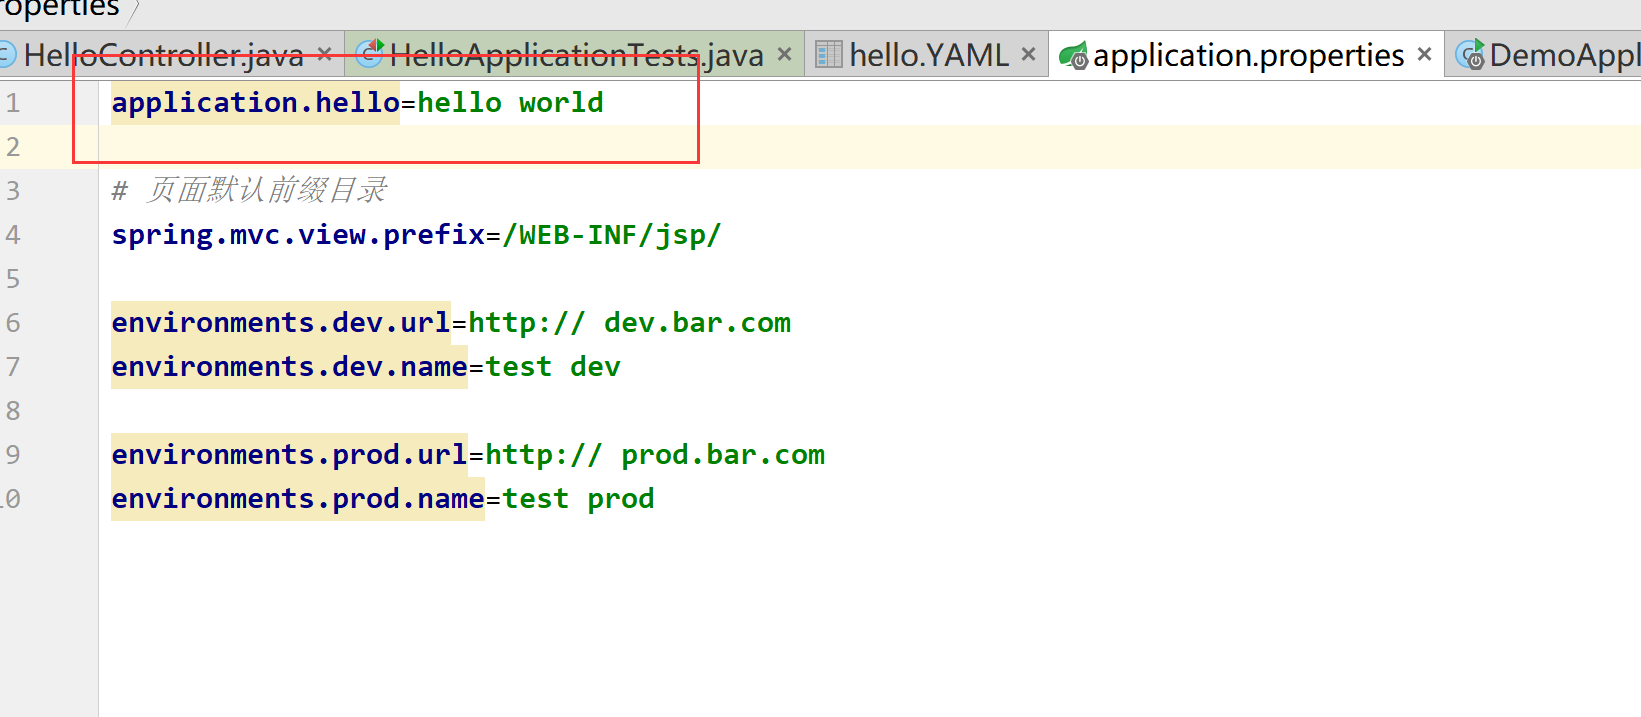 roperties
HelloController.java × HelloApplicationTests.java × hello.YAML × application.properties × DemoAppl
1 application.hello=hello world
2
3 # 页面默认前缀目录
4 spring.mvc.view.prefix=/WEB-INF/jsp/
5
6 environments.dev.url=http:// dev.bar.com
7 environments.dev.name=test dev
8
9 environments.prod.url=http:// prod.bar.com
10 environments.prod.name=test prod